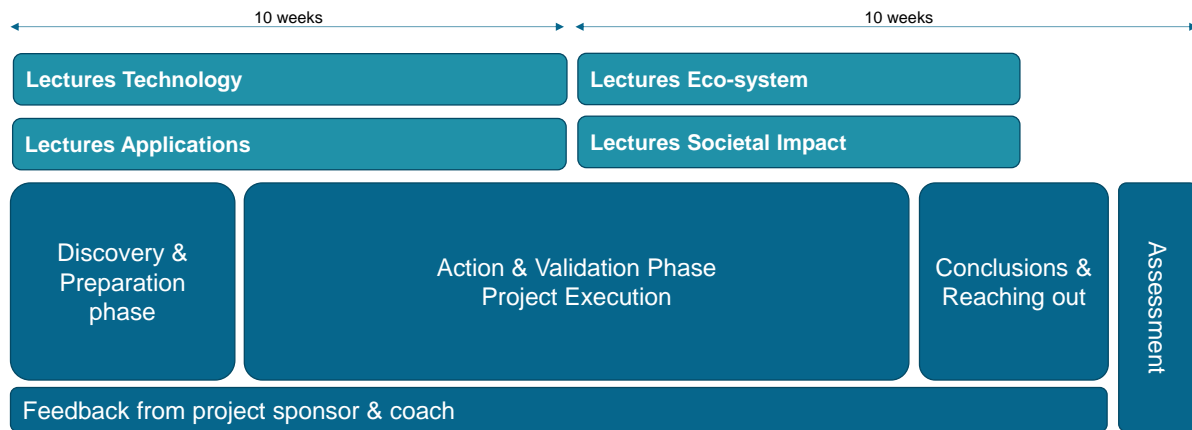 10 weeks
10 weeks
Lectures Technology
Lectures Eco-system
Lectures Applications
Lectures Societal Impact
Discovery &
Preparation
phase
Action & Validation Phase
Project Execution
Conclusions &
Reaching out
Assessment
Feedback from project sponsor & coach